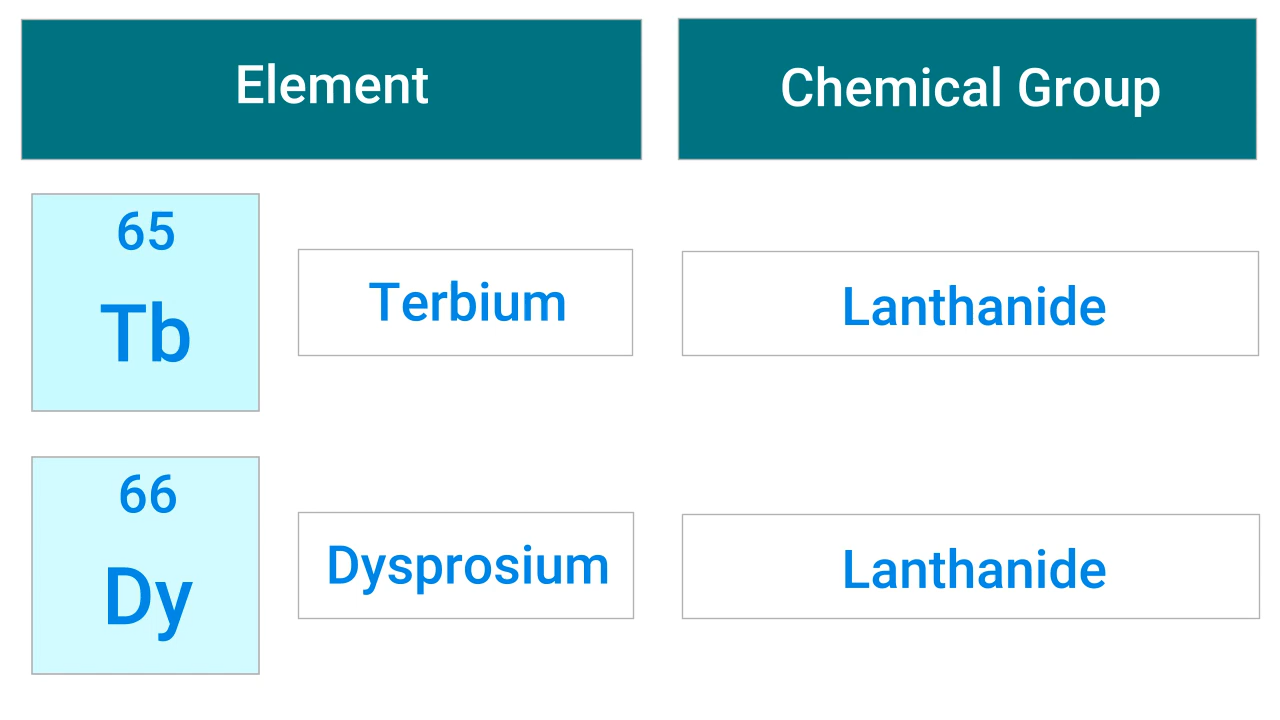 Element
Chemical Group
65
Tb
Terbium
Lanthanide
66
Dy
Dysprosium
Lanthanide